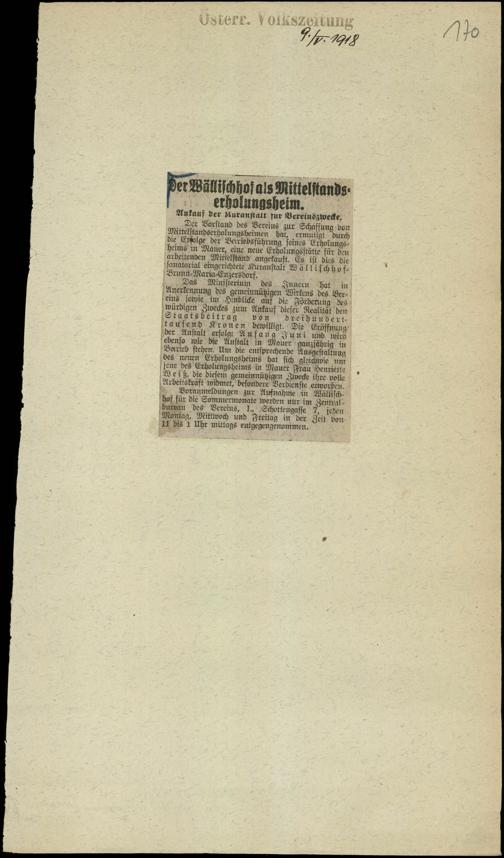 Österr. Volkszeitung
9./V. 1918
170
Der Wällischhof als Mittelstands-
erholungsheim.
Ankauf der Kuranstalt zur Vereinszwecke.
Der Vorstand des Vereins zur Schaffung von
Mittelstandserholungsheimen hat, ermutigt durch
die Erfolge der Betriebsführung seines Erholungs-
heims in Mauer, eine neue Erholungsstätte für den
arbeitenden Mittelstand angekauft. Es ist dies die
sanatorial eingerichtete Kuranstalt Wällischhof-
Brunn-Maria-Enzersdorf.
Das Ministerium des Innern hat in
Anerkennung des gemeinnützigen Wirkens des Ver-
eins sowie im Hinblicke auf die Förderung des
würdigen Zweckes zum Ankauf dieser Realität den
Staatsbeitrag von dreihundert-
tausend Kronen bewilligt. Die Eröffnung
der Anstalt erfolgt Anfang Juni und wird
ebenso wie die Anstalt in Mauer ganzjährig in
Betrieb stehen. Um die entsprechende Ausgestaltung
des neuen Erholungsheims hat sich gleichwie um
jene des Erholungsheims in Mauer Frau Henriette
Weiß, die diesem gemeinnützigen Zweck ihre volle
Arbeitskraft widmet, besondere Verdienste erworben.
Voranmeldungen zur Aufnahme in Wällisch-
hof für die Sommermonate werden nur im Zentral-
bureau des Vereins, 1., Schottengasse 7, jeden
Montag, Mittwoch und Freitag in der Zeit von
11 bis 1 Uhr mittags entgegengenommen.